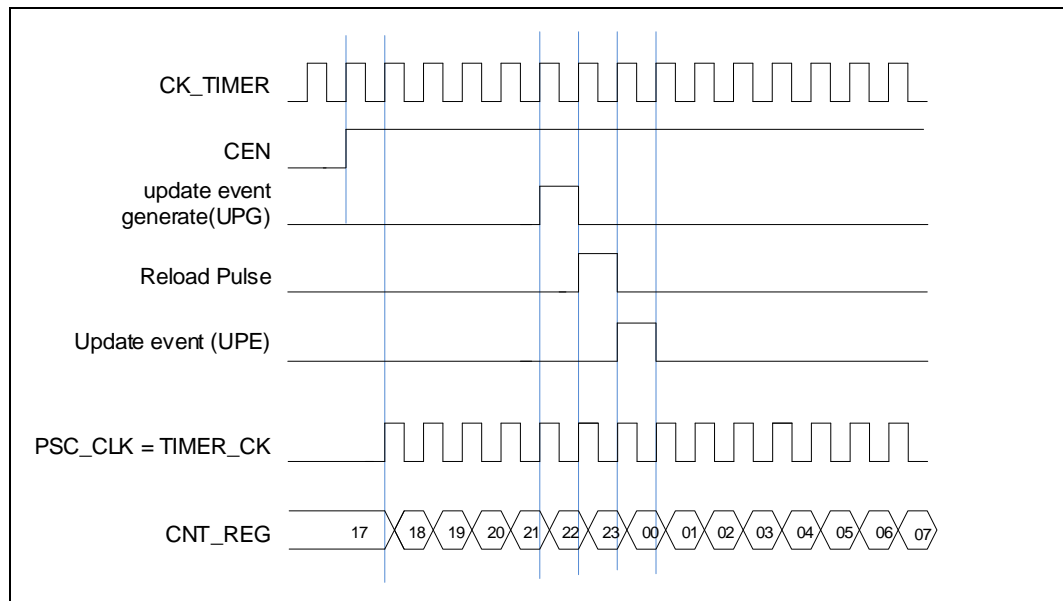 CK_TIMER
CEN
update event
generate(UPG)
Reload Pulse
Update event (UPE)
PSC_CLK = TIMER_CK
CNT_REG 17 18 19 20 21 22 23 00 01 02 03 04 05 06 07